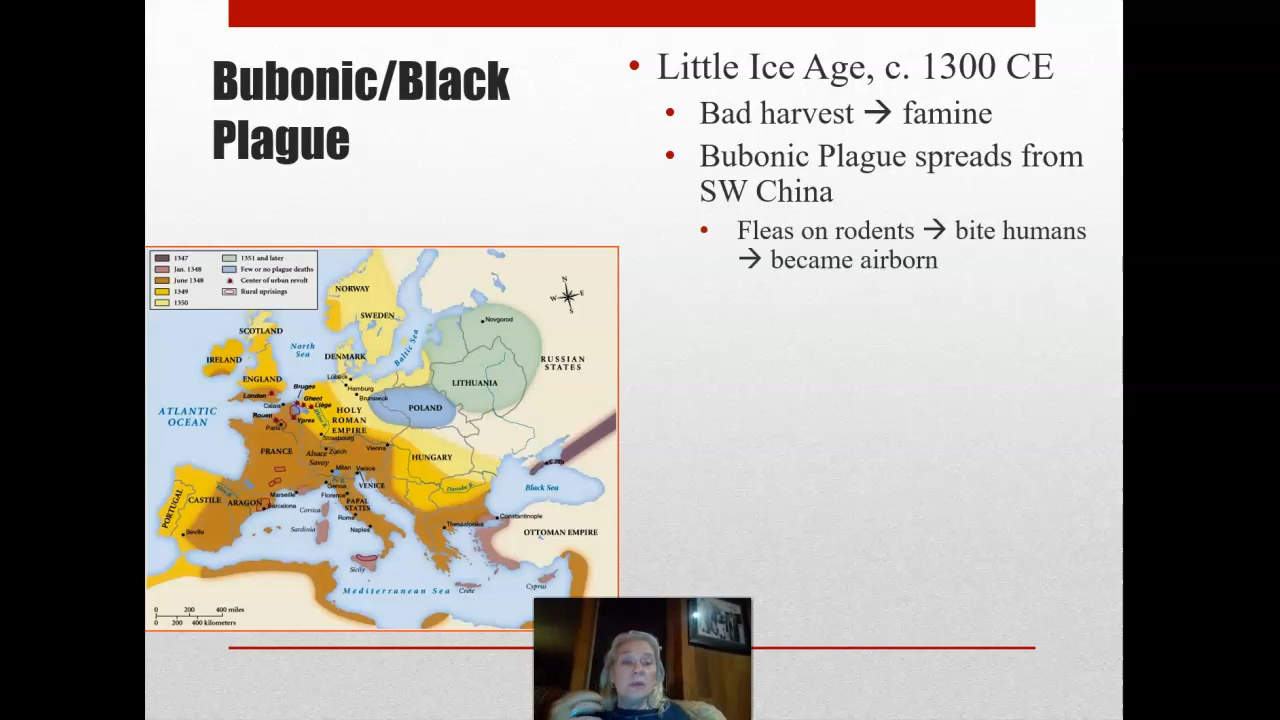 Bubonic/Black
Plague
• Little Ice Age, c. 1300 CE
• Bad harvest → famine
• Bubonic Plague spreads from
SW China
• Fleas on rodents → bite humans
→ became airborn
1347
Jan. 1348
June 1348
1349
1350
1351 and later
Few or no plague deaths
Center of urban revolt
Rural uprisings
N
W E
S
NORWAY
SWEDEN
Novgorod
SCOTLAND
North
Sea
Baltic Sea
IRELAND
DENMARK
RUSSIAN
STATES
ENGLAND
Lübeck
Hamburg
LITHUANIA
London
Bruges
Brunswick
Calais
Ghent
Liège
POLAND
ATLANTIC
OCEAN
Rouen
Ypres
HOLY
ROMAN
EMPIRE
Paris
Strasbourg
FRANCE
Alsace
Zurich
Vienna
Savoy
HUNGARY
Milan
Venice
VENICE
Genoa
Danube R.
Black Sea
PORTUGAL
CASTILE
ARAGON
Marseille
Florence
PAPAL
STATES
Barcelona
Corsica
Rome
Constantinople
Seville
Sardinia
Naples
Thessalonika
OTTOMAN EMPIRE
Sicily
Mediterranean Sea
Crete
Cyprus
0 200 400 miles
0 200 400 kilometers